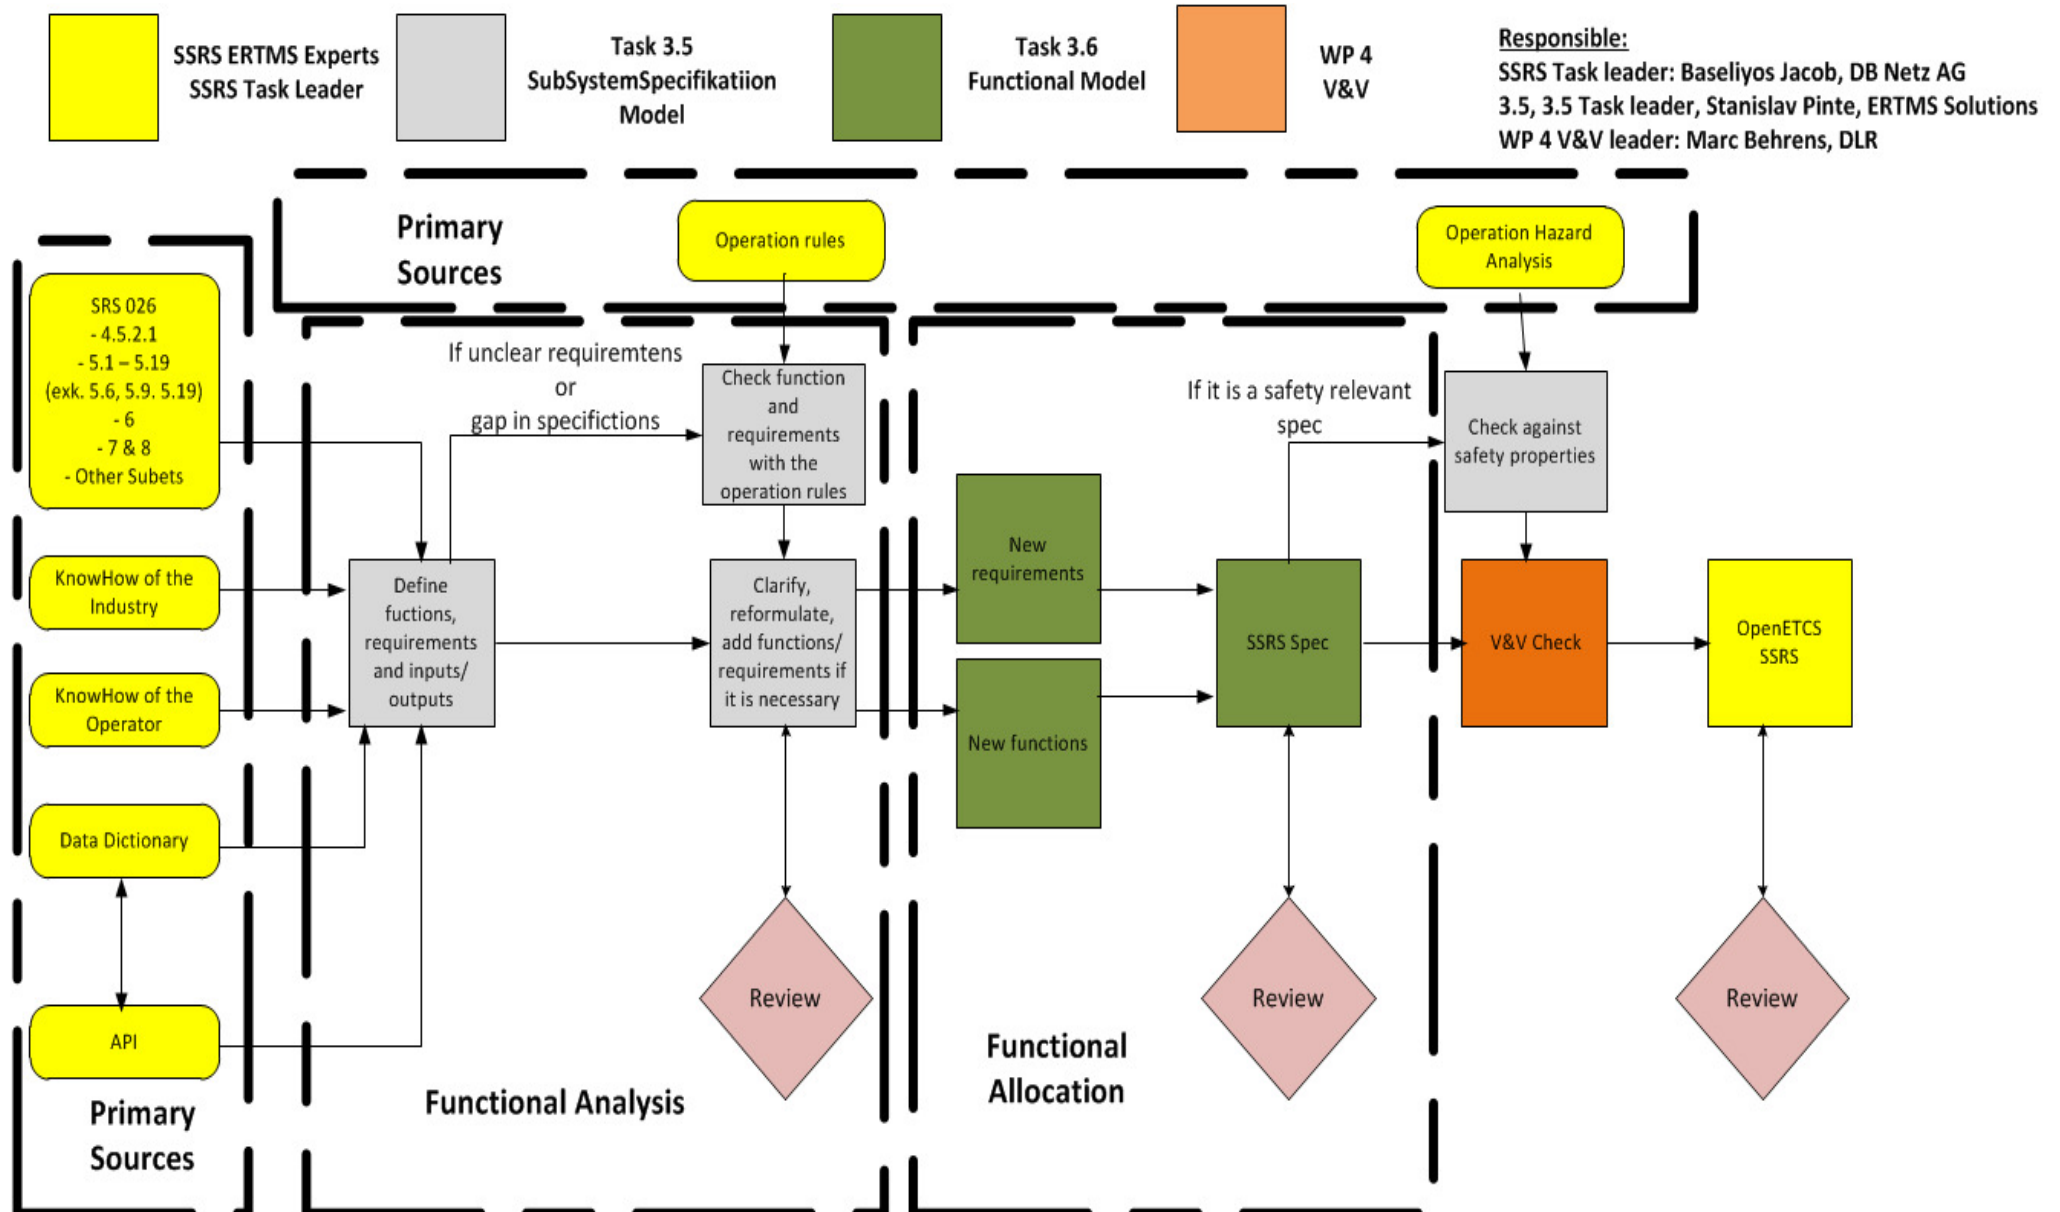 SSRS ERTMS Experts
SSRS Task Leader
Task 3.5
SubSystemSpecifikatiion
Model
Task 3.6
Functional Model
WP 4
V&V
Responsible:
SSRS Task leader: Baseliyos Jacob, DB Netz AG
3.5, 3.5 Task leader, Stanislav Pinte, ERTMS Solutions
WP 4 V&V leader: Marc Behrens, DLR
Primary
Sources
Operation rules
Operation Hazard
Analysis
SRS 026
- 4.5.2.1
- 5.1 – 5.19
(exk. 5.6, 5.9. 5.19)
- 6
- 7 & 8
- Other Subets
KnowHow of the
Industry
KnowHow of the
Operator
Data Dictionary
API
Primary
Sources
If unclear requiremtens
or
gap in specifictions
Check function
and
requirements
with the
operation rules
Define
fuctions,
requirements
and inputs/
outputs
Clarify,
reformulate,
add functions/
requirements if
it is necessary
Review
Functional Analysis
New
requirements
New functions
If it is a safety relevant
spec
SSRS Spec
Review
Functional
Allocation
Check against
safety properties
V&V Check
OpenETCS
SSRS
Review